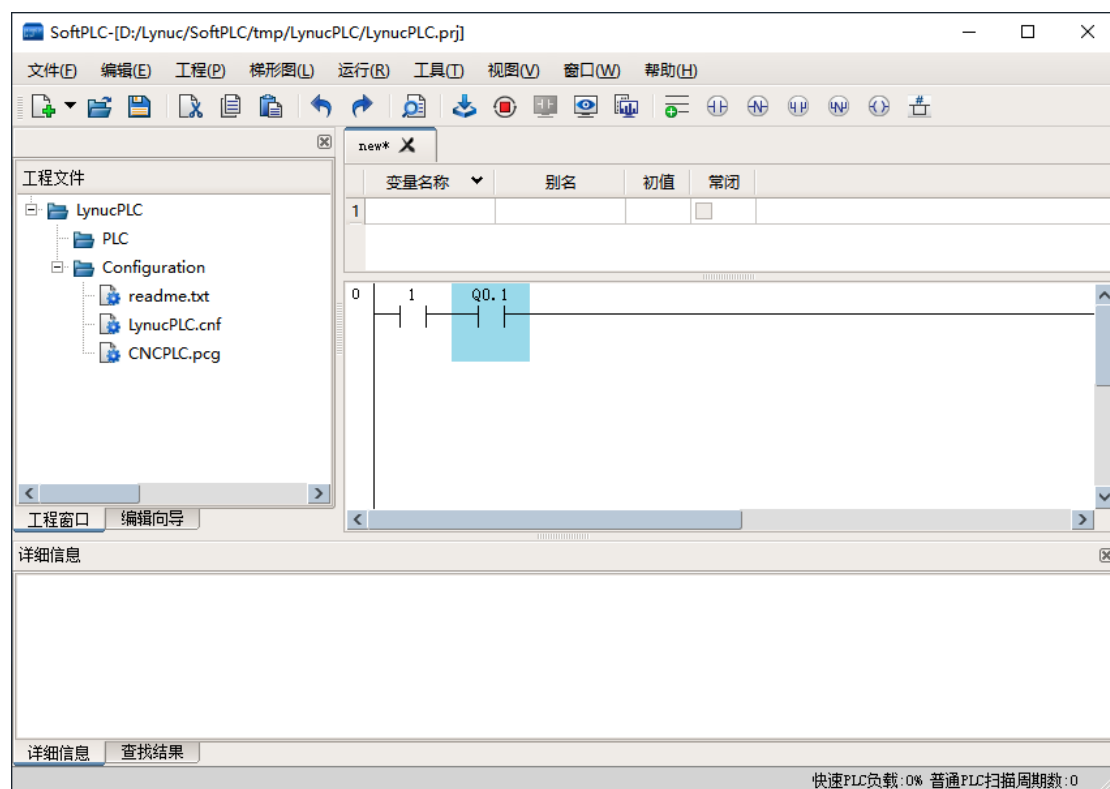 SoftPLC-[D:/Lynuc/SoftPLC/tmp/LynucPLC/LynucPLC.prj]
文件(F) 编辑(E) 工程(P) 梯形图(L) 运行(R) 工具(T) 视图(V) 窗口(W) 帮助(H)
new*
工程文件
变量名称 别名 初值 常闭
1
LynucPLC
PLC
Configuration
readme.txt
LynucPLC.cnf
CNCPLC.pcg
0 1 Q0.1
工程窗口 编辑向导
详细信息
详细信息 查找结果
快速PLC负载:0% 普通PLC扫描周期数:0